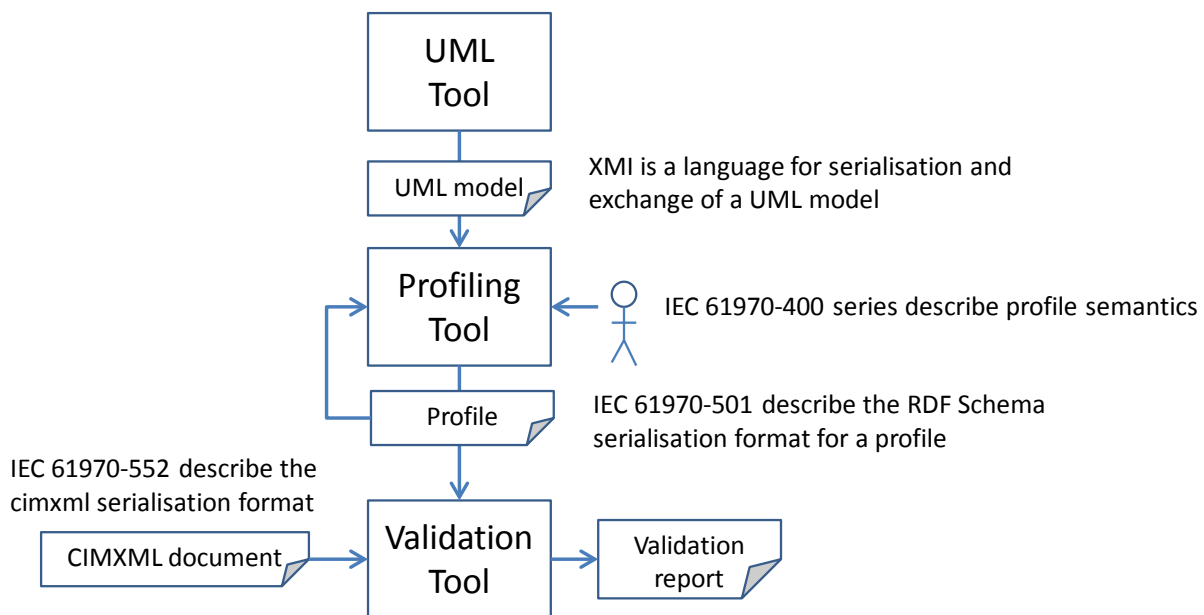 UML
Tool
UML model
XMI is a language for serialisation and
exchange of a UML model
Profiling
Tool
IEC 61970-400 series describe profile semantics
Profile
IEC 61970-501 describe the RDF Schema
serialisation format for a profile
IEC 61970-552 describe the
cimxml serialisation format
CIMXML document
Validation
Tool
Validation
report